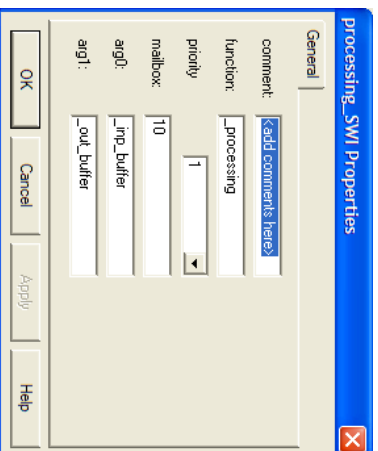 processing_SWI Properties
General
comment: <add comments here>
function: _processing
priority 1
mailbox: 10
arg0: _inp_buffer
arg1: _out_buffer
OK Cancel Apply Help